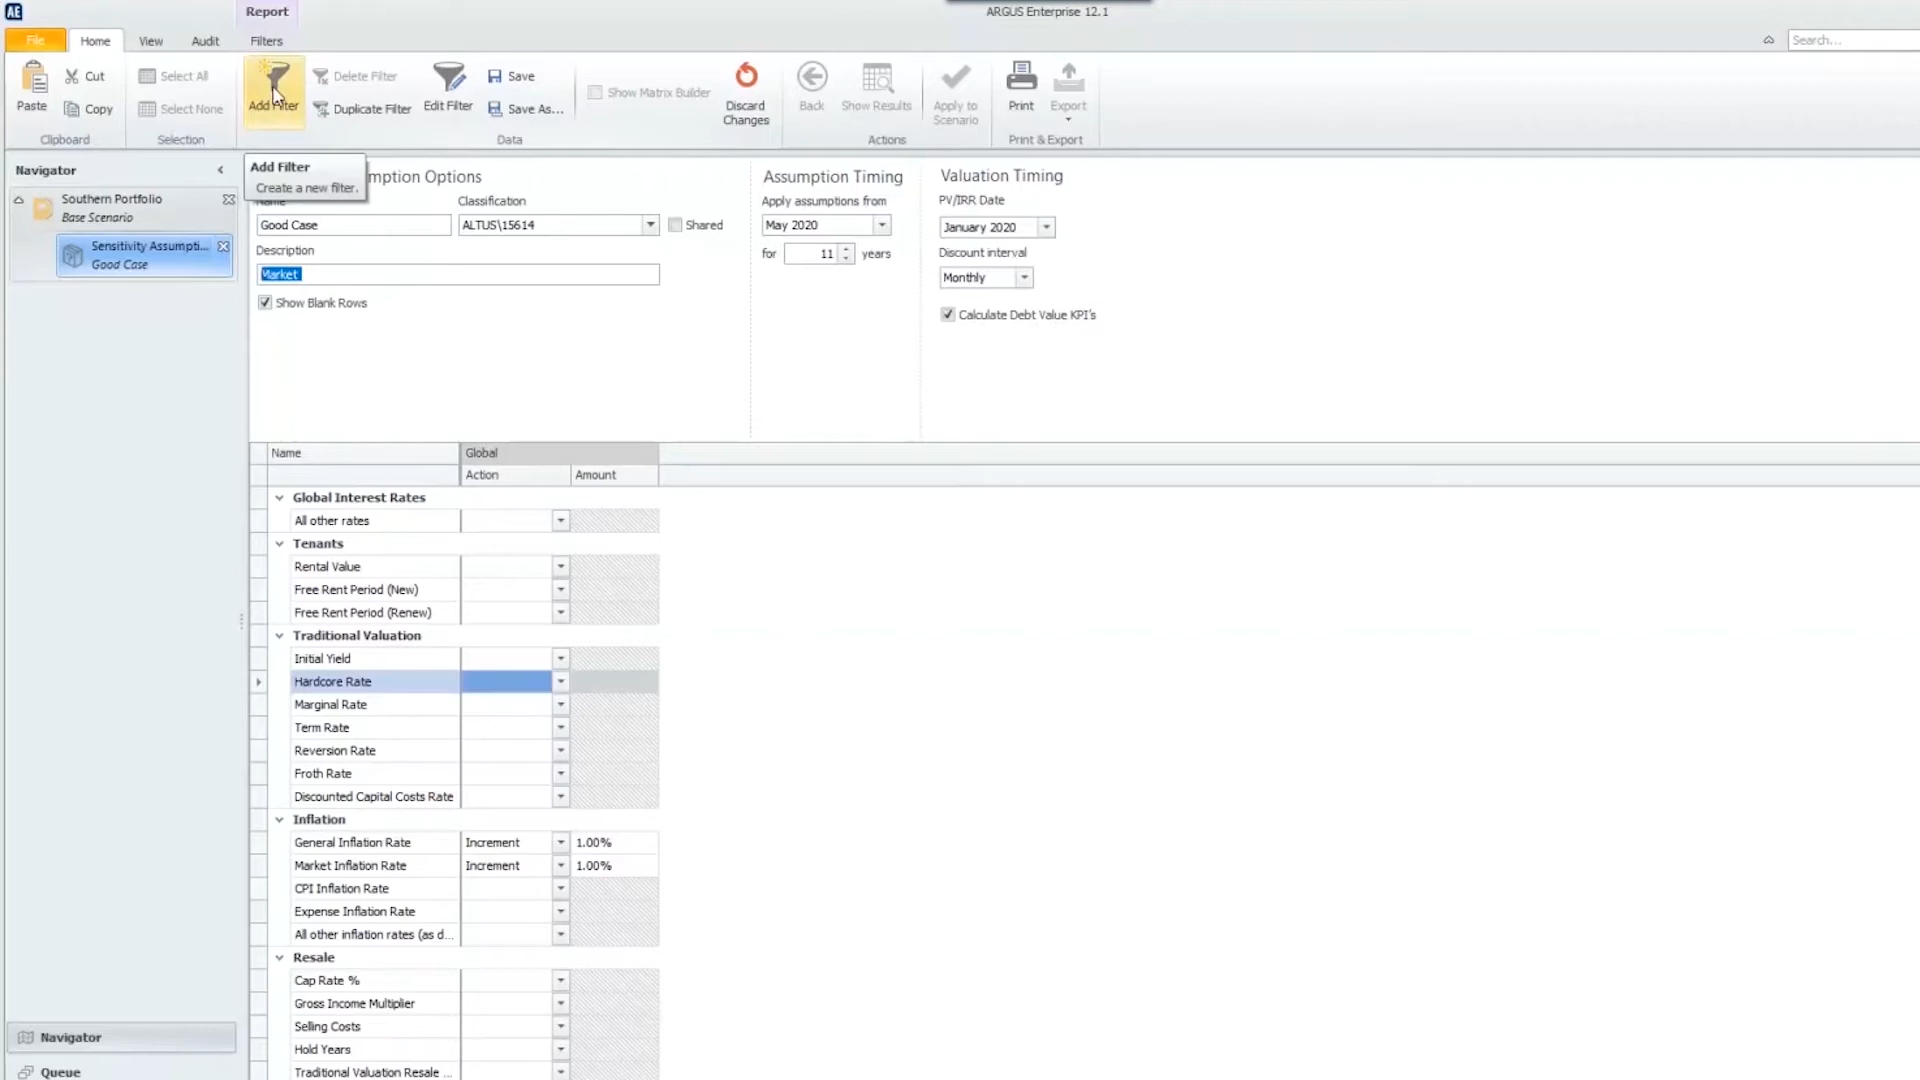 AE
Report
ARGUS Enterprise 12.1
File
Home
View
Audit
Filters
Search...
Paste
Cut
Copy
Clipboard
Select All
Select None
Selection
Add Filter
Delete Filter
Duplicate Filter
Edit Filter
Save
Save As...
Data
Show Matrix Builder
Discard
Changes
Back
Show Results
Apply to
Scenario
Actions
Print
Export
Print & Export
Navigator
Southern Portfolio
Base Scenario
Sensitivity Assumpti...
Good Case
Add Filter
Create a new filter.
mption Options
Name
Classification
Good Case
ALTUS\15614
Shared
Description
Market
Show Blank Rows
Assumption Timing
Apply assumptions from
May 2020
for 11 years
Valuation Timing
PV/IRR Date
January 2020
Discount interval
Monthly
Calculate Debt Value KPI's
Name Global
Action Amount
Global Interest Rates
All other rates
Tenants
Rental Value
Free Rent Period (New)
Free Rent Period (Renew)
Traditional Valuation
Initial Yield
Hardcore Rate
Marginal Rate
Term Rate
Reversion Rate
Froth Rate
Discounted Capital Costs Rate
Inflation
General Inflation Rate Increment 1.00%
Market Inflation Rate Increment 1.00%
CPI Inflation Rate
Expense Inflation Rate
All other inflation rates (as d...
Resale
Cap Rate %
Gross Income Multiplier
Selling Costs
Hold Years
Traditional Valuation Resale ...
Navigator
Queue